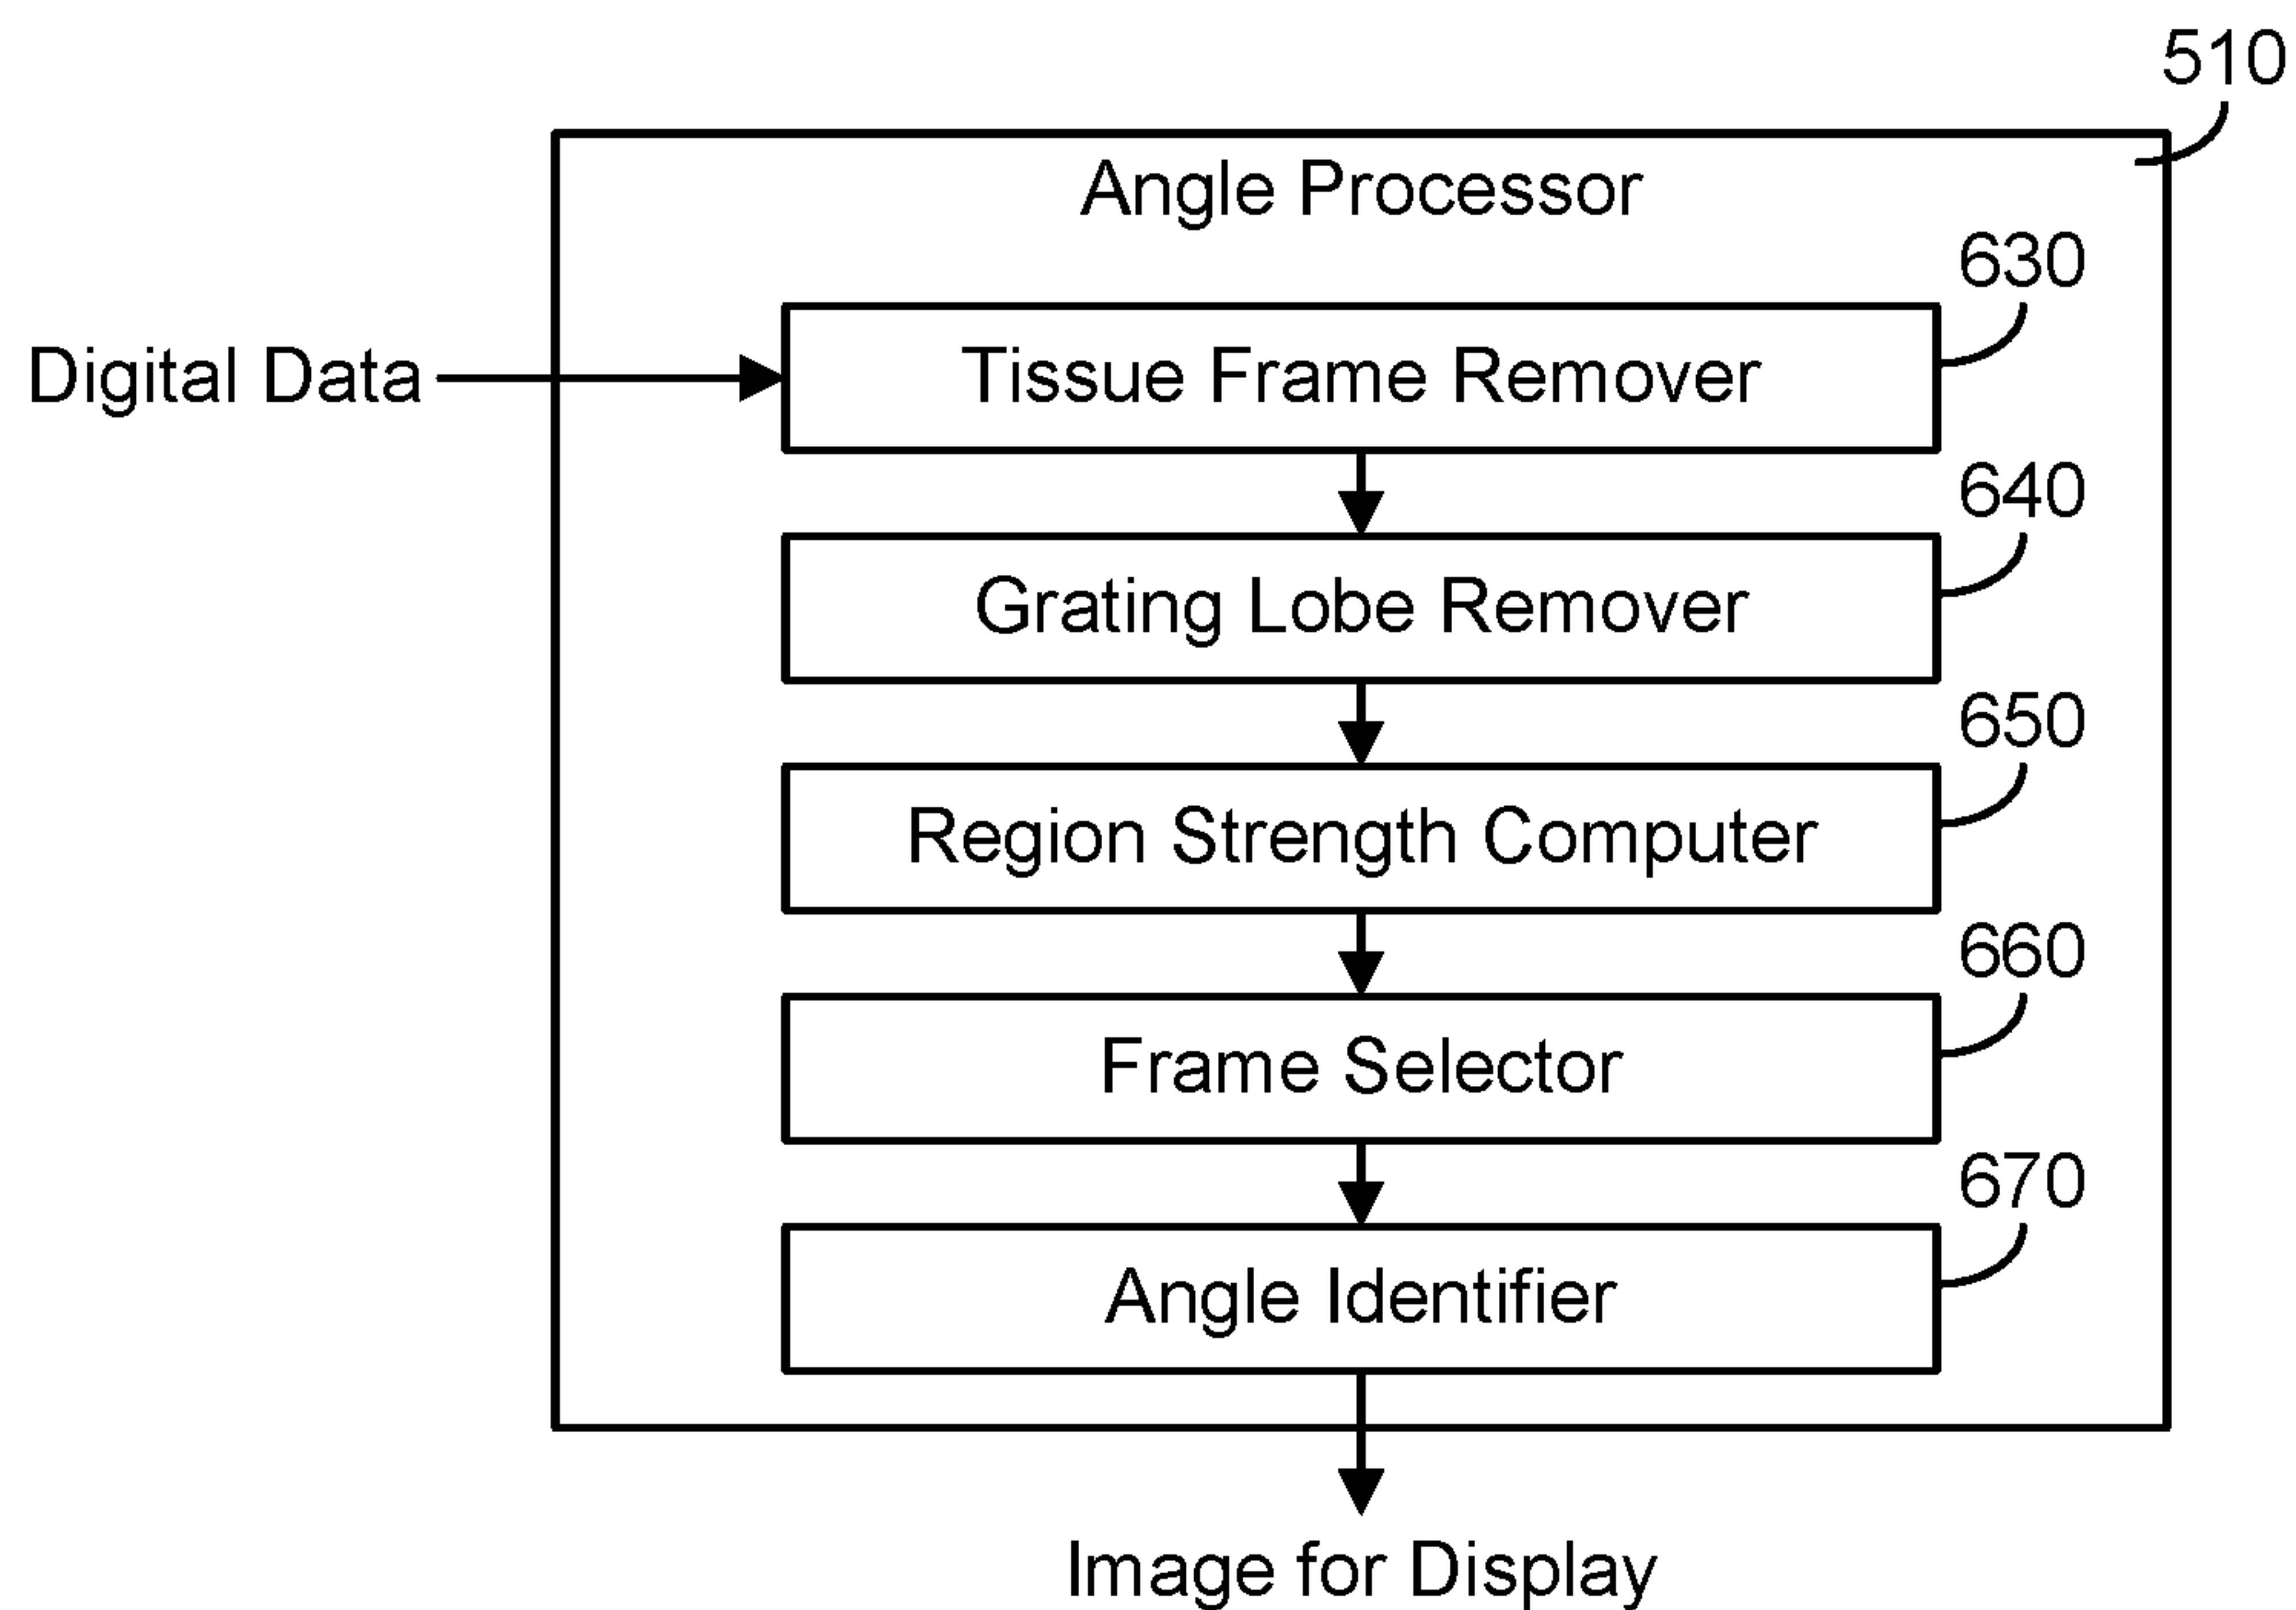 510
Angle Processor
630
Digital Data
Tissue Frame Remover
640
Grating Lobe Remover
650
Region Strength Computer
660
Frame Selector
670
Angle Identifier
Image for Display